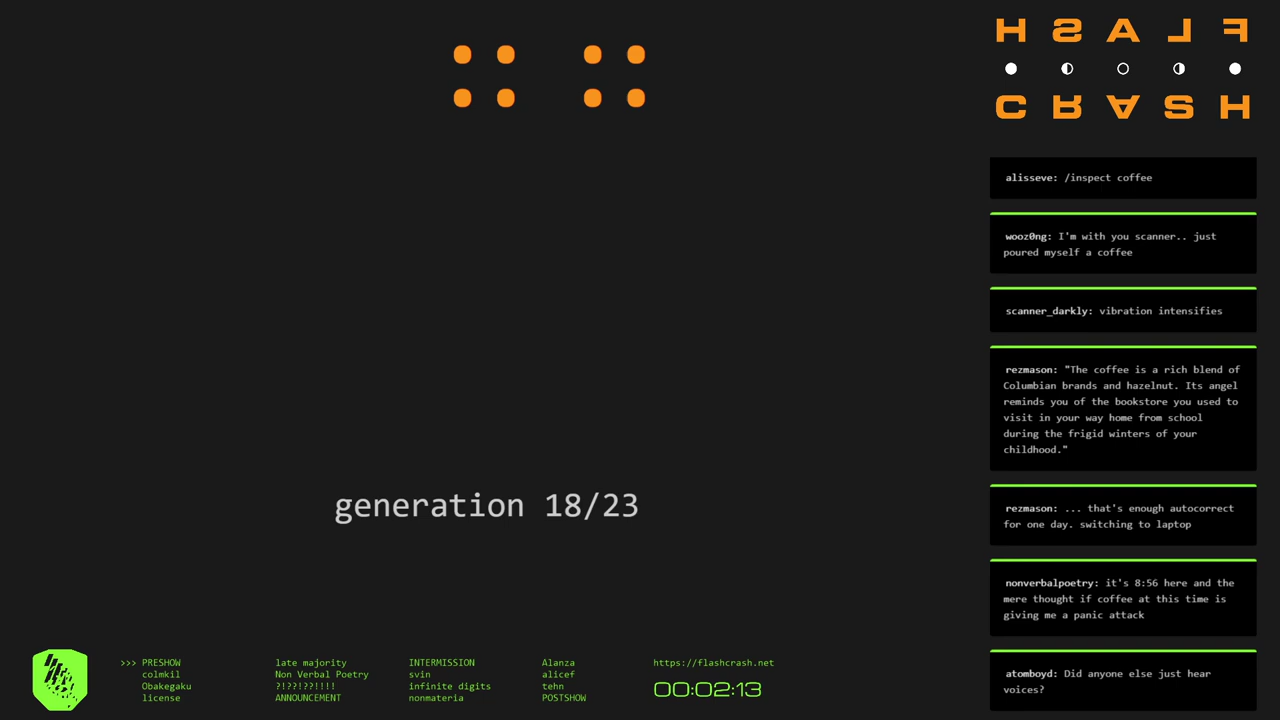 FLASH
CRASH
alisseve: /inspect coffee
wooz0ng: I'm with you scanner.. just
poured myself a coffee
scanner_darkly: vibration intensifies
rezmason: "The coffee is a rich blend of
Columbian brands and hazelnut. Its angel
reminds you of the bookstore you used to
visit in your way home from school
during the frigid winters of your
childhood."
rezmason: ... that's enough autocorrect
for one day. switching to laptop
nonverbalpoetry: it's 8:56 here and the
mere thought if coffee at this time is
giving me a panic attack
atomboyd: Did anyone else just hear
voices?
generation 18/23
>>> PRESHOW
colmkil
Obakegaku
license
late majority
Non Verbal Poetry
?!??!??!!!!
ANNOUNCEMENT
INTERMISSION
svin
infinite digits
nonmateria
Alanza
alicef
tehn
POSTSHOW
https://flashcrash.net
00:02:13